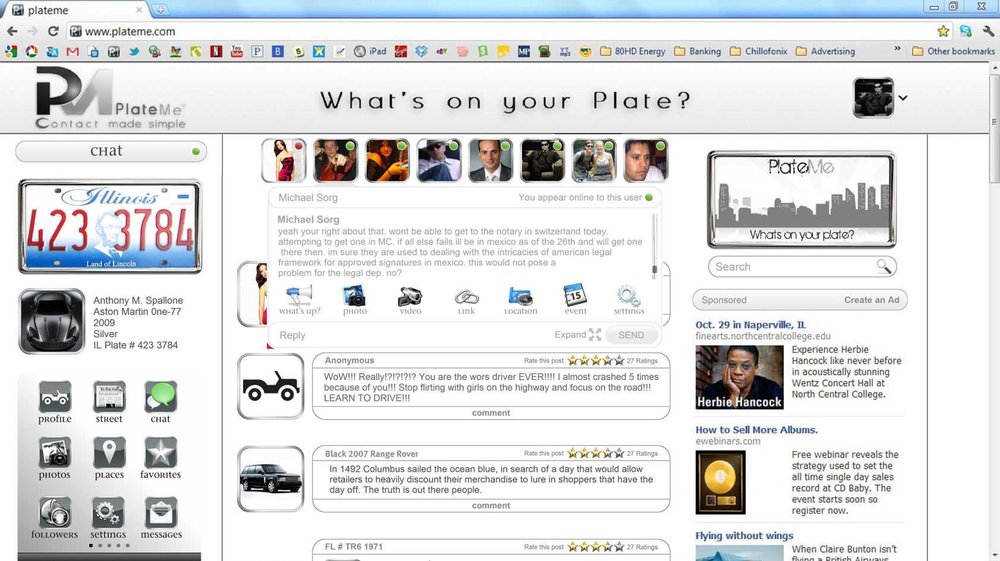 plateme
www.plateme.com
iPad
80HD Energy
Banking
Chillofonix
Advertising
Other bookmarks
PM
PlateMe™
Contact made simple
What's on your Plate?
CHAT
Illinois
423 3784
Land of Lincoln
Anthony M. Spallone
Aston Martin 0ne-77
2009
Silver
IL Plate # 423 3784
PROFILE
STREET
CHAT
PHOTOS
PLACES
FAVORITES
FOLLOWERS
SETTINGS
MESSAGES
Michael Sorg
You appear online to this user
Michael Sorg
yeah your right about that. wont be able to get to the notary in switzerland today.
attempting to get one in MC. if all else fails ill be in mexico as of the 26th and will get one
there then. im sure they are used to dealing with the intricacies of american legal
framework for approved signatures in mexico. this would not pose a
problem for the legal dep. no?
WHAT'S UP?
PHOTO
VIDEO
LINK
LOCATION
15
EVENT
SETTINGS
Reply
Expand
SEND
Anonymous
Rate this post
27 Ratings
WoW!!! Really!?!?!?!? You are the wors driver EVER!!!! I almost crashed 5 times
because of you!!! Stop flirting with girls on the highway and focus on the road!!!
LEARN TO DRIVE!!!
comment
Black 2007 Range Rover
Rate this post
27 Ratings
In 1492 Columbus sailed the ocean blue, in search of a day that would allow
retailers to heavily discount their merchandise to lure in shoppers that have the
day off. The truth is out there people.
comment
FL # TR6 1971
Rate this post
27 Ratings
PlateMe
Whats on your plate?
Search
Sponsored
Create an Ad
Oct. 29 in Naperville, IL
finearts.northcentralcollege.edu
Herbie Hancock
Experience Herbie
Hancock like never before
in acoustically stunning
Wentz Concert Hall at
North Central College.
How to Sell More Albums.
ewebinars.com
Free webinar reveals the
strategy used to set the
all time single day sales
record at CD Baby. The
event starts soon so
register now.
Flying without wings
When Claire Bunton isn't
flying a British Airways